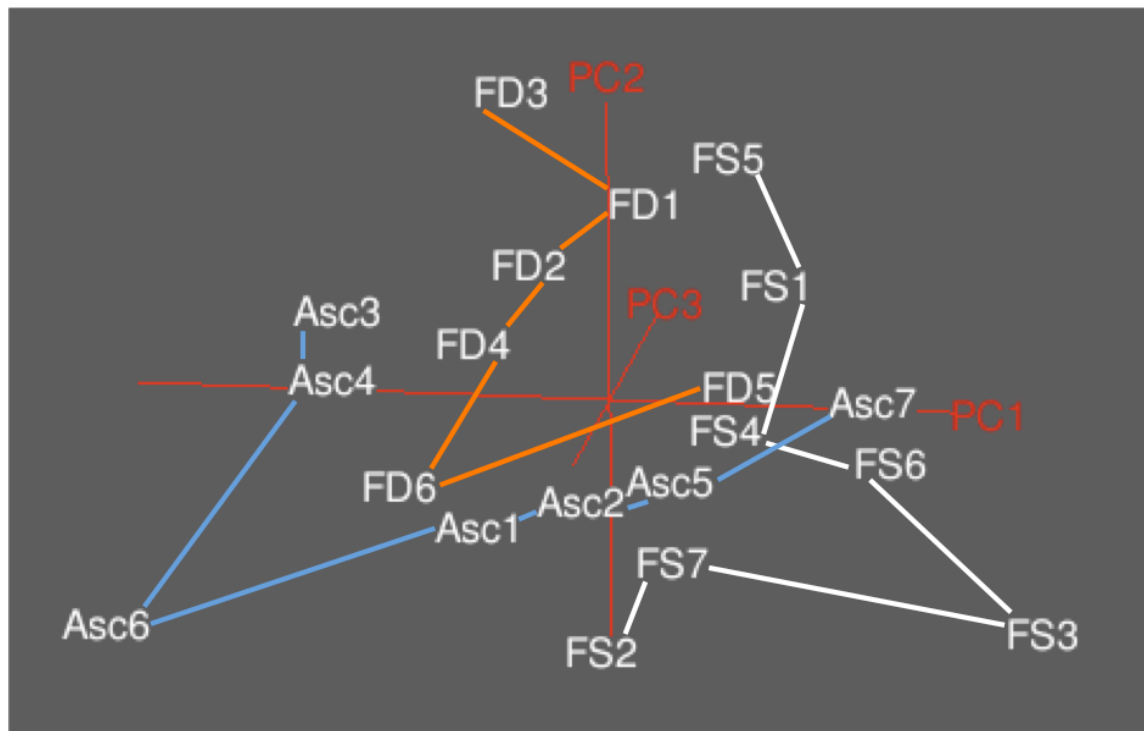 PC2
FD3
FS5
FD1
FD2
FS1
PC3
Asc3
FD4
Asc4
FD5
Asc7
PC1
FS4
FS6
FD6
Asc5
Asc2
Asc1
FS7
Asc6
FS3
FS2